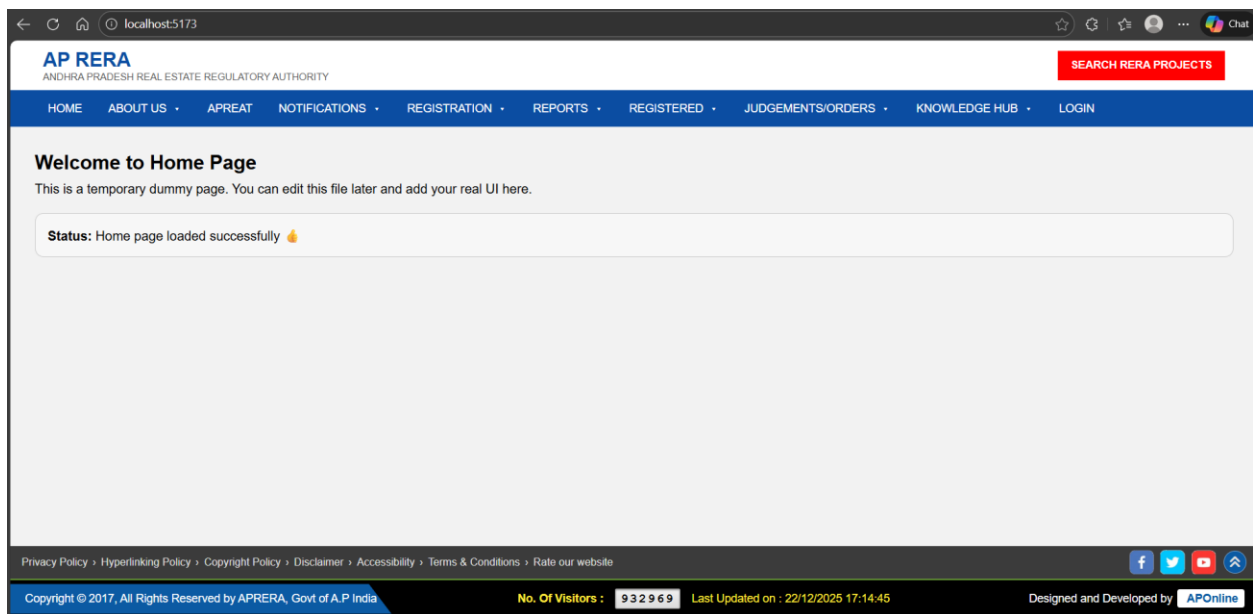 localhost:5173
Chat
AP RERA
ANDHRA PRADESH REAL ESTATE REGULATORY AUTHORITY
SEARCH RERA PROJECTS
HOME ABOUT US APREAT NOTIFICATIONS REGISTRATION REPORTS REGISTERED JUDGEMENTS/ORDERS KNOWLEDGE HUB LOGIN
Welcome to Home Page
This is a temporary dummy page. You can edit this file later and add your real UI here.
Status: Home page loaded successfully 👍
Privacy Policy › Hyperlinking Policy › Copyright Policy › Disclaimer › Accessibility › Terms & Conditions › Rate our website
Copyright © 2017, All Rights Reserved by APRERA, Govt of A.P India No. Of Visitors : 932969 Last Updated on : 22/12/2025 17:14:45 Designed and Developed by APOnline